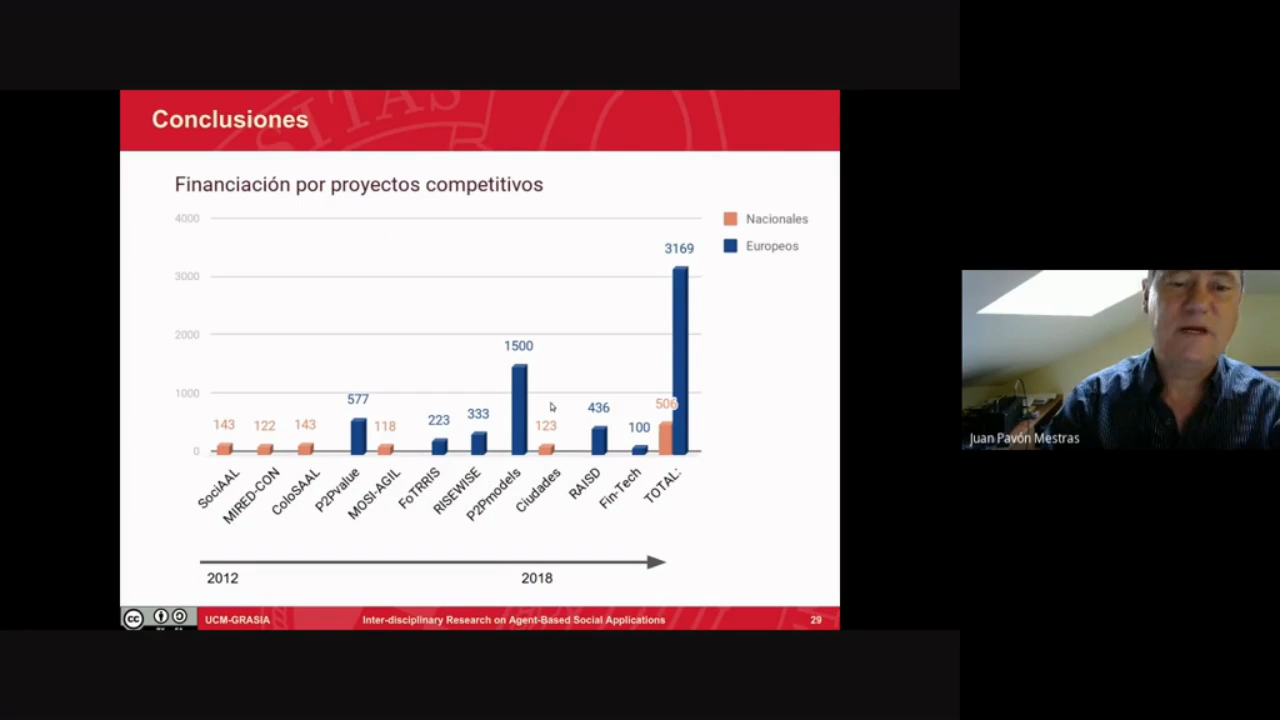 Conclusiones
Financiación por proyectos competitivos
Nacionales
Europeos
4000
3000
2000
1000
0
143
122
143
577
118
223
333
1500
123
436
100
506
3169
SociAAL
MIRED-CON
ColoSAAL
P2Pvalue
MOSI-AGIL
FoTRRIS
RISEWISE
P2Pmodels
Ciudades
RAISD
Fin-Tech
TOTAL:
2012
2018
cc
UCM-GRASIA
Inter-disciplinary Research on Agent-Based Social Applications
29
Juan Pavón Mestras